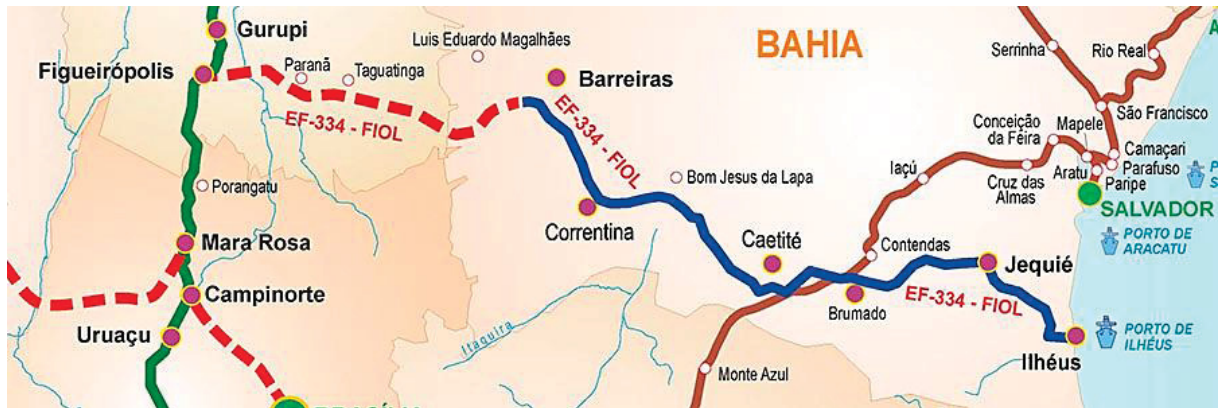 Gurupi
Luis Eduardo Magalhães
BAHIA
Serrinha
Rio Real
Figueirópolis
Paranã
Taguatinga
Barreiras
EF-334 - FIOL
EF-334 - FIOL
São Francisco
Conceição
da Feira
Mapele
Camaçari
Parafuso
Aratu
Paripe
Iaçú
Cruz das
Almas
Porangatu
Bom Jesus da Lapa
SALVADOR
Correntina
PORTO DE
ARACATU
Mara Rosa
Caetité
Contendas
Jequié
Campinorte
EF-334 - FIOL
Brumado
Uruaçu
Itaquira
PORTO DE
ILHÉUS
Ilhéus
Monte Azul